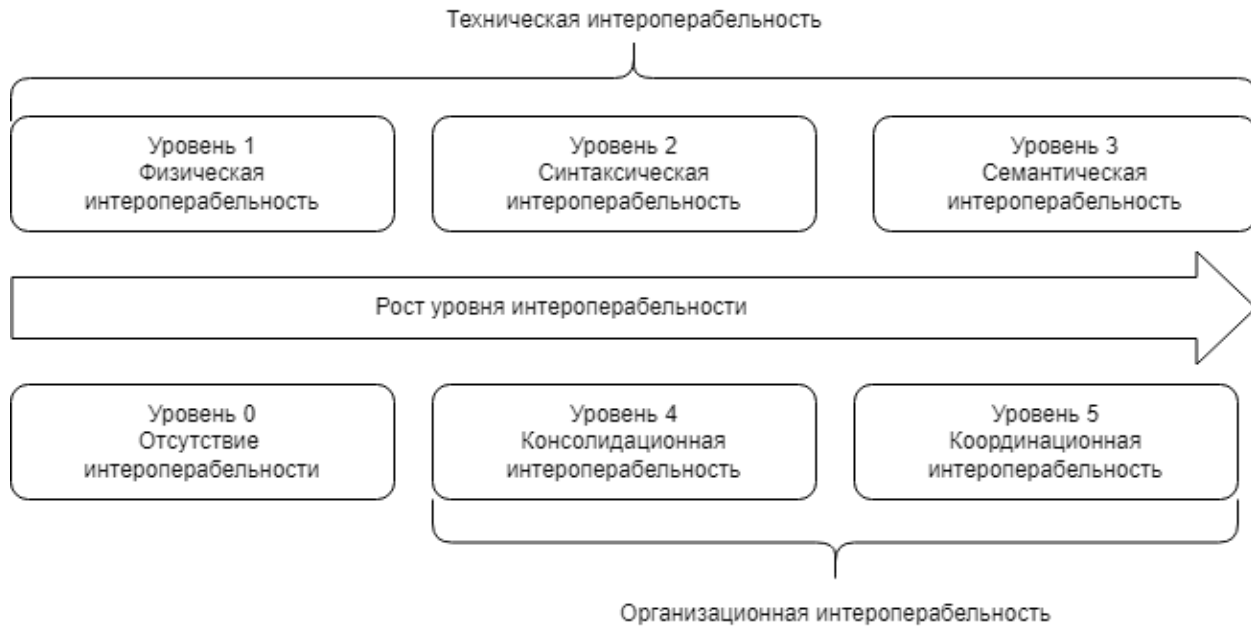 Техническая интероперабельность
Уровень 1
Физическая
интероперабельность
Уровень 2
Синтаксическая
интероперабельность
Уровень 3
Семантическая
интероперабельность
Рост уровня интероперабельности
Уровень 0
Отсутствие
интероперабельности
Уровень 4
Консолидационная
интероперабельность
Уровень 5
Координационная
интероперабельность
Организационная интероперабельность